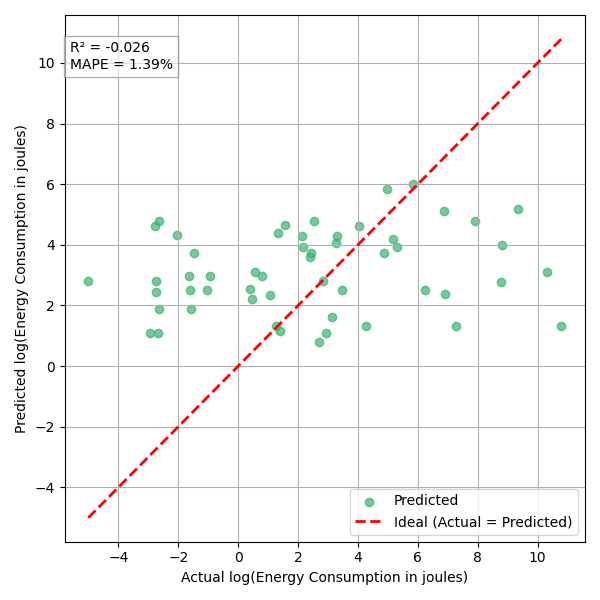 R² = -0.026
MAPE = 1.39%
10
8
6
4
2
0
−2
−4
−4 −2 0 2 4 6 8 10
Predicted log(Energy Consumption in joules)
Actual log(Energy Consumption in joules)
Predicted
Ideal (Actual = Predicted)